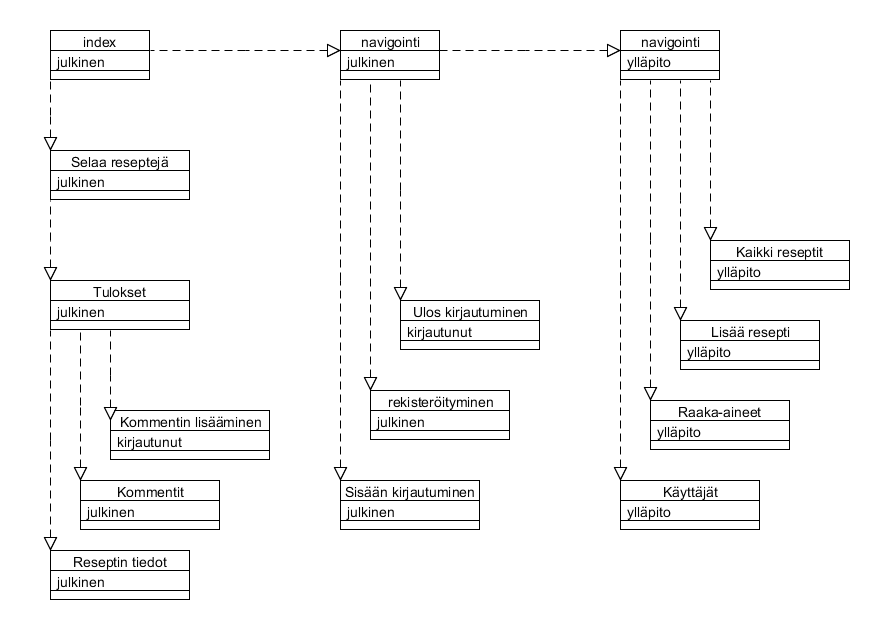 index
julkinen
navigointi
julkinen
navigointi
ylläpito
Selaa reseptejä
julkinen
Tulokset
julkinen
Kommentin lisääminen
kirjautunut
Kommentit
julkinen
Reseptin tiedot
julkinen
Ulos kirjautuminen
kirjautunut
rekisteröityminen
julkinen
Sisään kirjautuminen
julkinen
Kaikki reseptit
ylläpito
Lisää resepti
ylläpito
Raaka-aineet
ylläpito
Käyttäjät
ylläpito